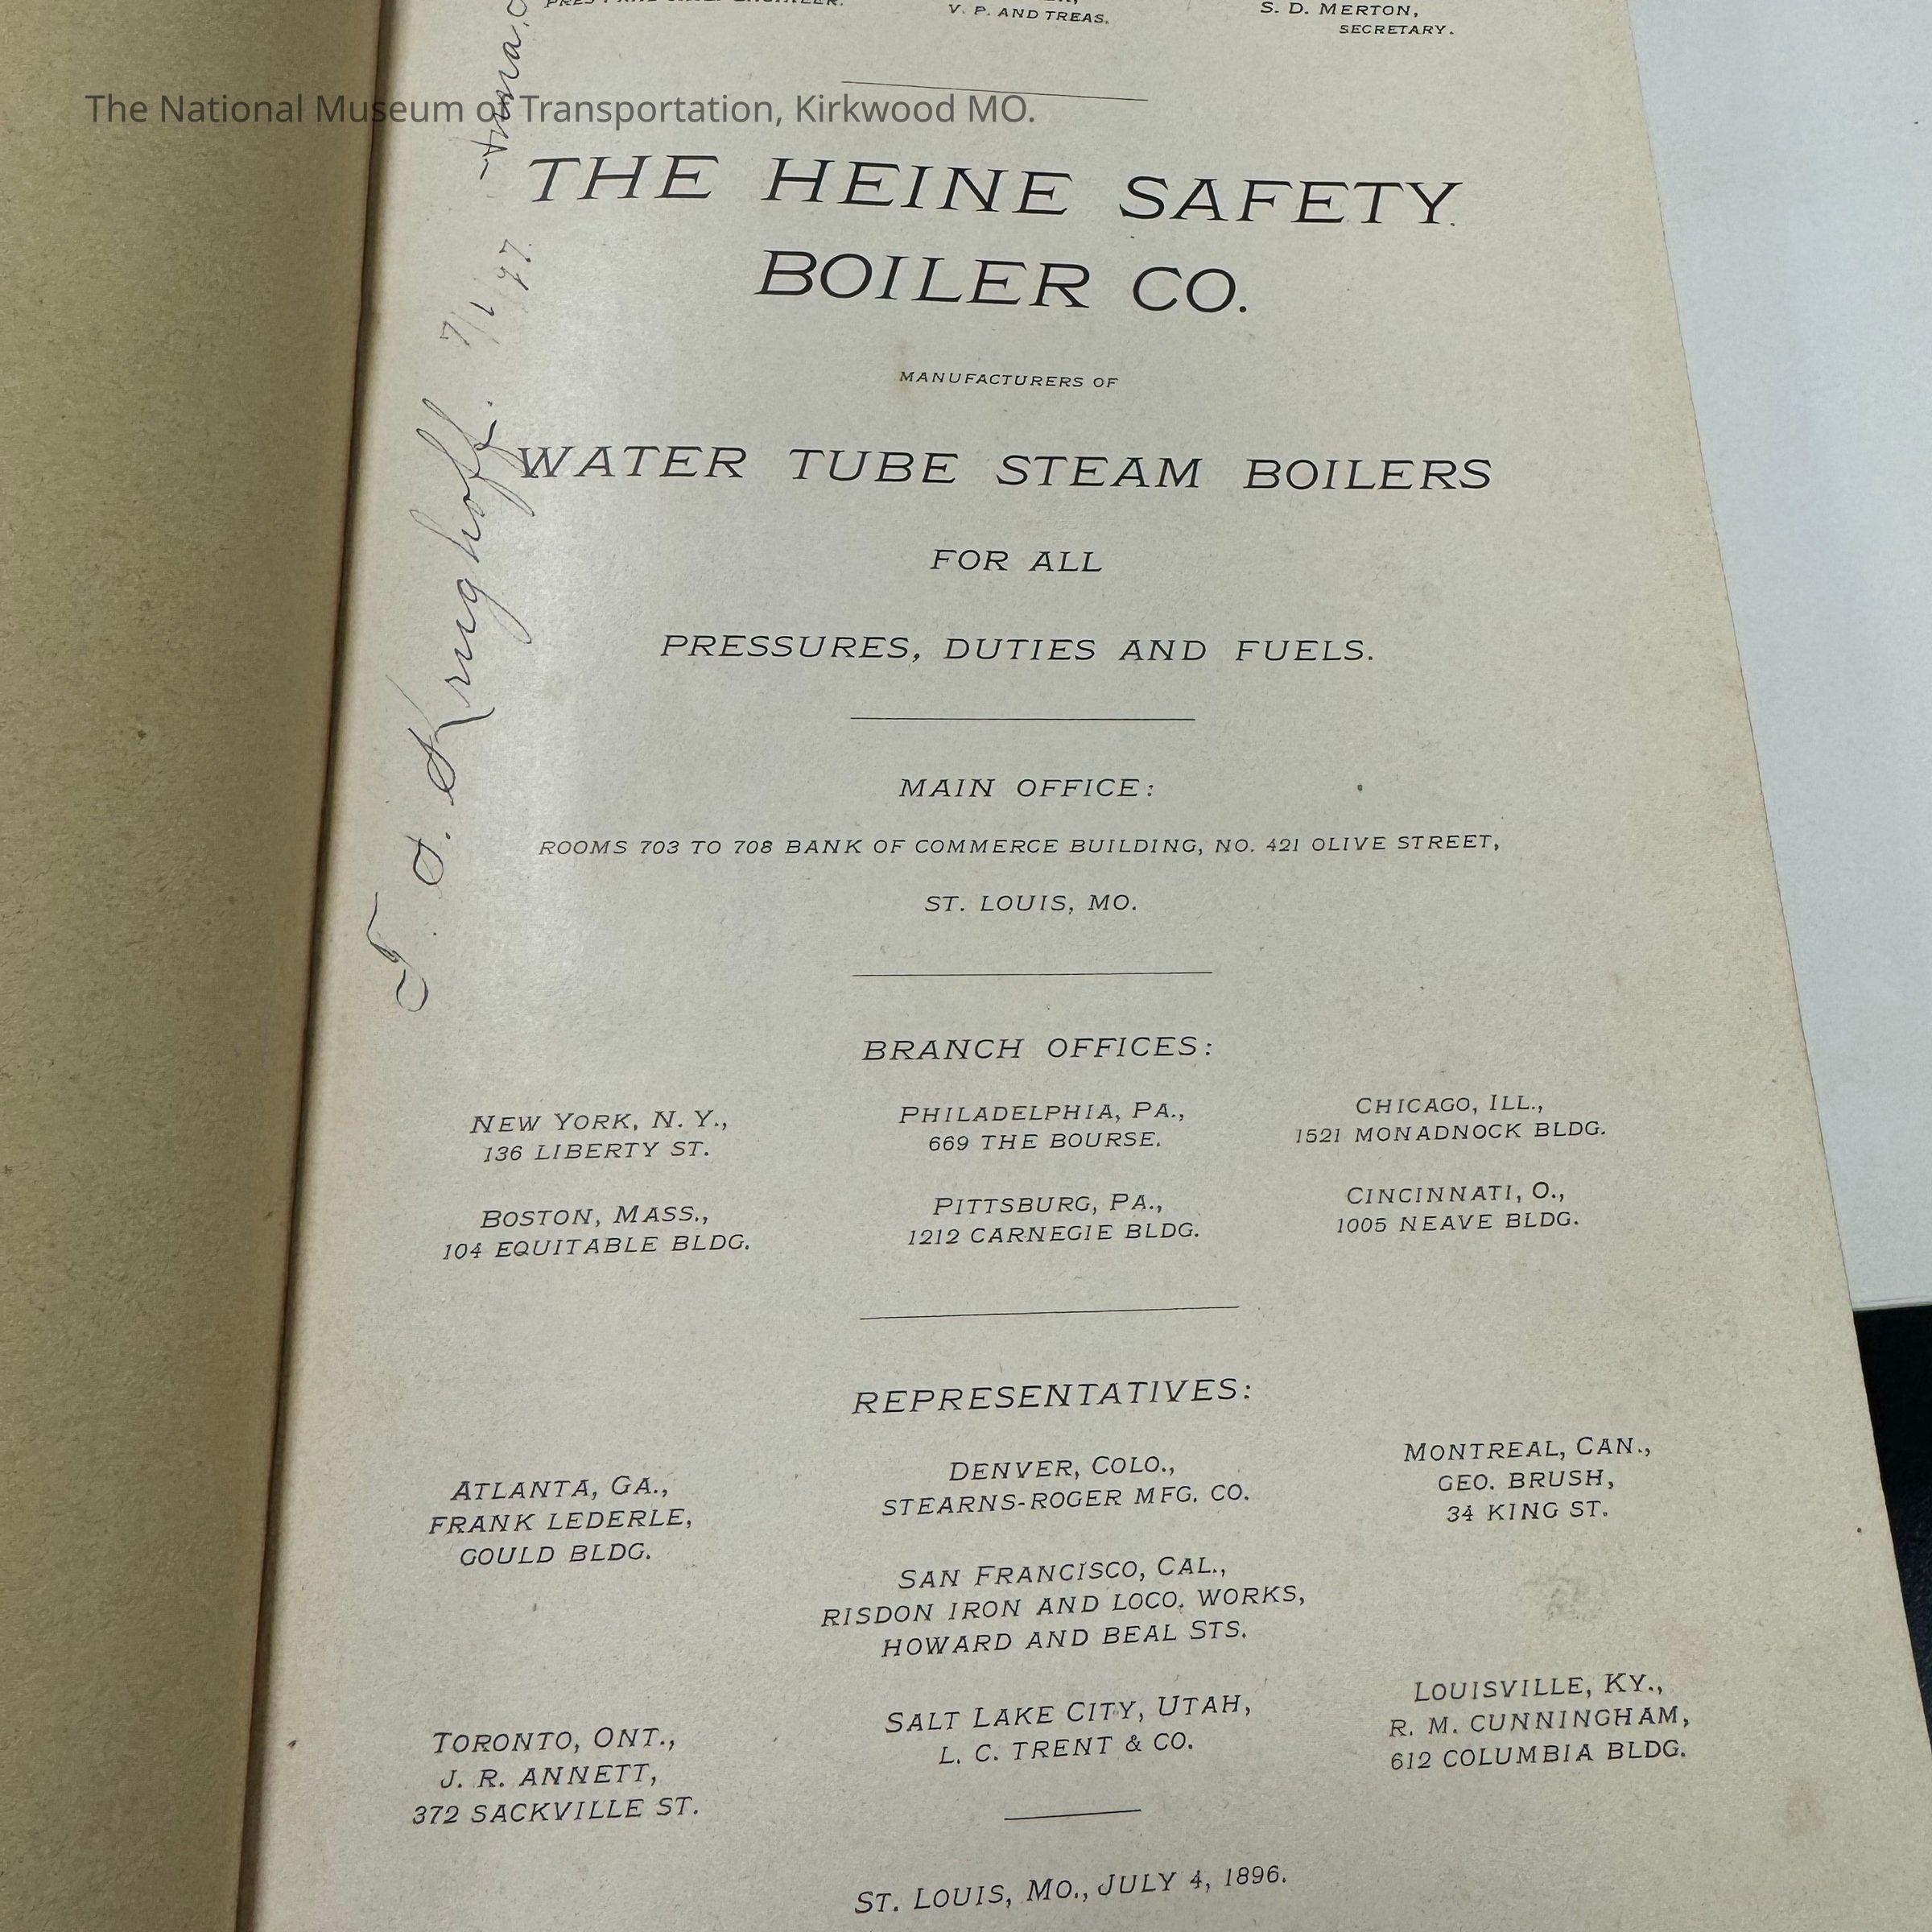 V. P. AND TREAS.
S. D. MERTON,
SECRETARY.
The National Museum of Transportation, Kirkwood MO.
THE HEINE SAFETY
BOILER CO.
MANUFACTURERS OF
WATER TUBE STEAM BOILERS
FOR ALL
PRESSURES, DUTIES AND FUELS.
MAIN OFFICE:
ROOMS 703 TO 708 BANK OF COMMERCE BUILDING, NO. 421 OLIVE STREET,
ST. LOUIS, MO.
BRANCH OFFICES:
NEW YORK, N. Y.,
136 LIBERTY ST.
PHILADELPHIA, PA.,
669 THE BOURSE.
CHICAGO, ILL.,
1521 MONADNOCK BLDG.
BOSTON, MASS.,
104 EQUITABLE BLDG.
PITTSBURG, PA.,
1212 CARNEGIE BLDG.
CINCINNATI, O.,
1005 NEAVE BLDG.
REPRESENTATIVES:
ATLANTA, GA.,
FRANK LEDERLE,
GOULD BLDG.
DENVER, COLO.,
STEARNS-ROGER MFG. CO.
MONTREAL, CAN.,
GEO. BRUSH,
34 KING ST.
SAN FRANCISCO, CAL.,
RISDON IRON AND LOCO. WORKS,
HOWARD AND BEAL STS.
TORONTO, ONT.,
J. R. ANNETT,
372 SACKVILLE ST.
SALT LAKE CITY, UTAH,
L. C. TRENT & CO.
LOUISVILLE, KY.,
R. M. CUNNINGHAM,
612 COLUMBIA BLDG.
ST. LOUIS, MO., JULY 4, 1896.
7/1/97.